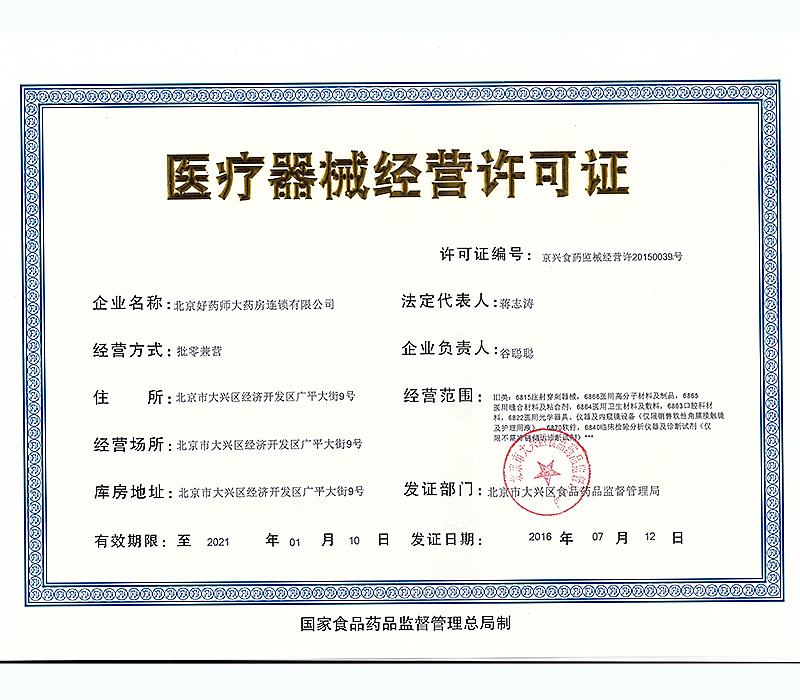 医疗器械经营许可证
许可证编号：京兴食药监械经营许20150039号
企业名称：北京好药师大药房连锁有限公司
法定代表人：蒋志涛
经营方式：批零兼营
企业负责人：谷聪聪
住 所：北京市大兴区经济开发区广平大街9号
经营范围：III类：6815注射穿刺器械，6866医用高分子材料及制品，6865
医用缝合材料及粘合剂，6864医用卫生材料及敷料，6863口腔科材
料，6822医用光学器具、仪器及内窥镜设备（仅限销售软性角膜接触镜
及护理用液），6870软件，6840临床检验分析仪器及诊断试剂（仅
限不需冷链储运诊断试剂）***
经营场所：北京市大兴区经济开发区广平大街9号
库房地址：北京市大兴区经济开发区广平大街9号
发证部门：北京市大兴区食品药品监督管理局
有效期限：至 2021 年 01 月 10 日
发证日期： 2016 年 07 月 12 日
国家食品药品监督管理总局制